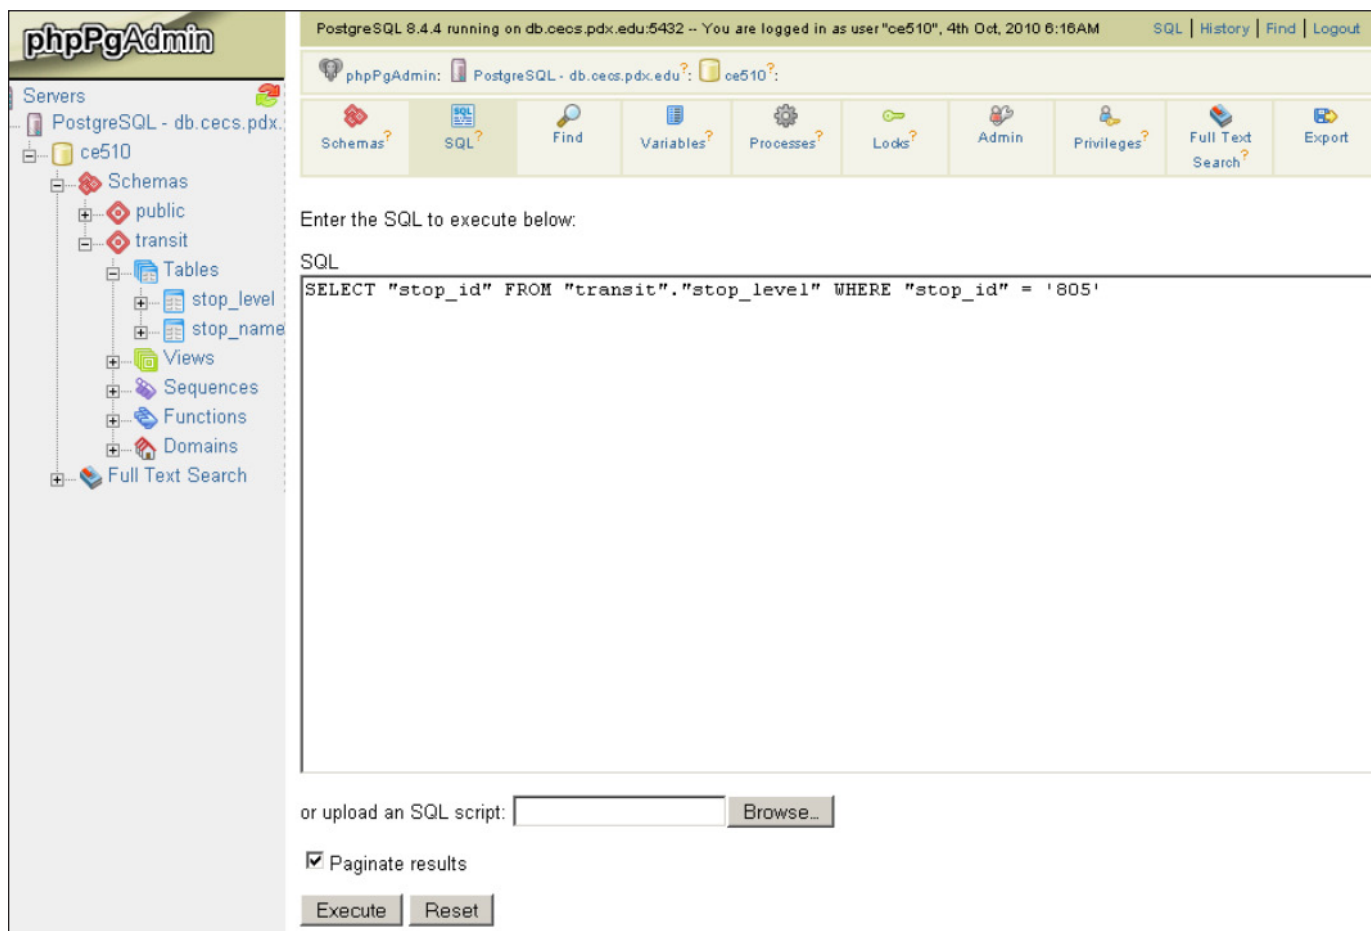 phpPgAdmin
PostgreSQL 8.4.4 running on db.cecs.pdx.edu:5432 -- You are logged in as user "ce510", 4th Oct, 2010 6:16AM
SQL | History | Find | Logout
phpPgAdmin: PostgreSQL - db.cecs.pdx.edu?: ce510?:
Servers
PostgreSQL - db.cecs.pdx.
ce510
Schemas
public
transit
Tables
stop_level
stop_name
Views
Sequences
Functions
Domains
Full Text Search
Schemas?
SQL?
Find
Variables?
Processes?
Locks?
Admin
Privileges?
Full Text
Search?
Export
Enter the SQL to execute below:
SQL
SELECT "stop_id" FROM "transit"."stop_level" WHERE "stop_id" = '805'
or upload an SQL script:
Browse...
Paginate results
Execute
Reset